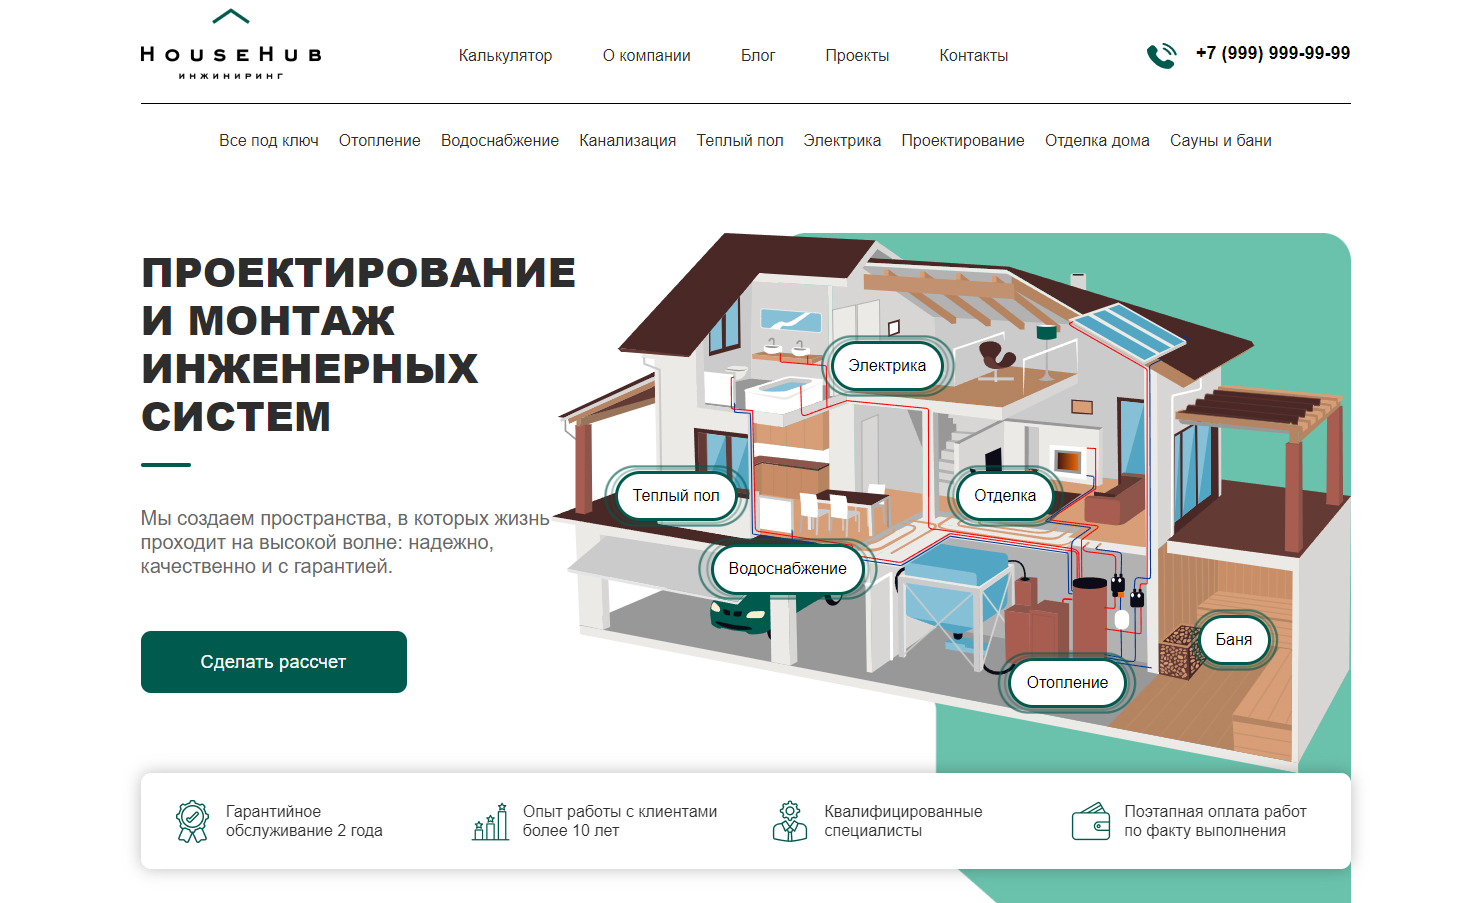 HouseHub
инжиниринг
Калькулятор
О компании
Блог
Проекты
Контакты
+7 (999) 999-99-99
Все под ключ
Отопление
Водоснабжение
Канализация
Теплый пол
Электрика
Проектирование
Отделка дома
Сауны и бани
ПРОЕКТИРОВАНИЕ
И МОНТАЖ
ИНЖЕНЕРНЫХ
СИСТЕМ
Мы создаем пространства, в которых жизнь
проходит на высокой волне: надежно,
качественно и с гарантией.
Сделать рассчет
Электрика
Теплый пол
Отделка
Водоснабжение
Баня
Отопление
Гарантийное
обслуживание 2 года
Опыт работы с клиентами
более 10 лет
Квалифицированные
специалисты
Поэтапная оплата работ
по факту выполнения